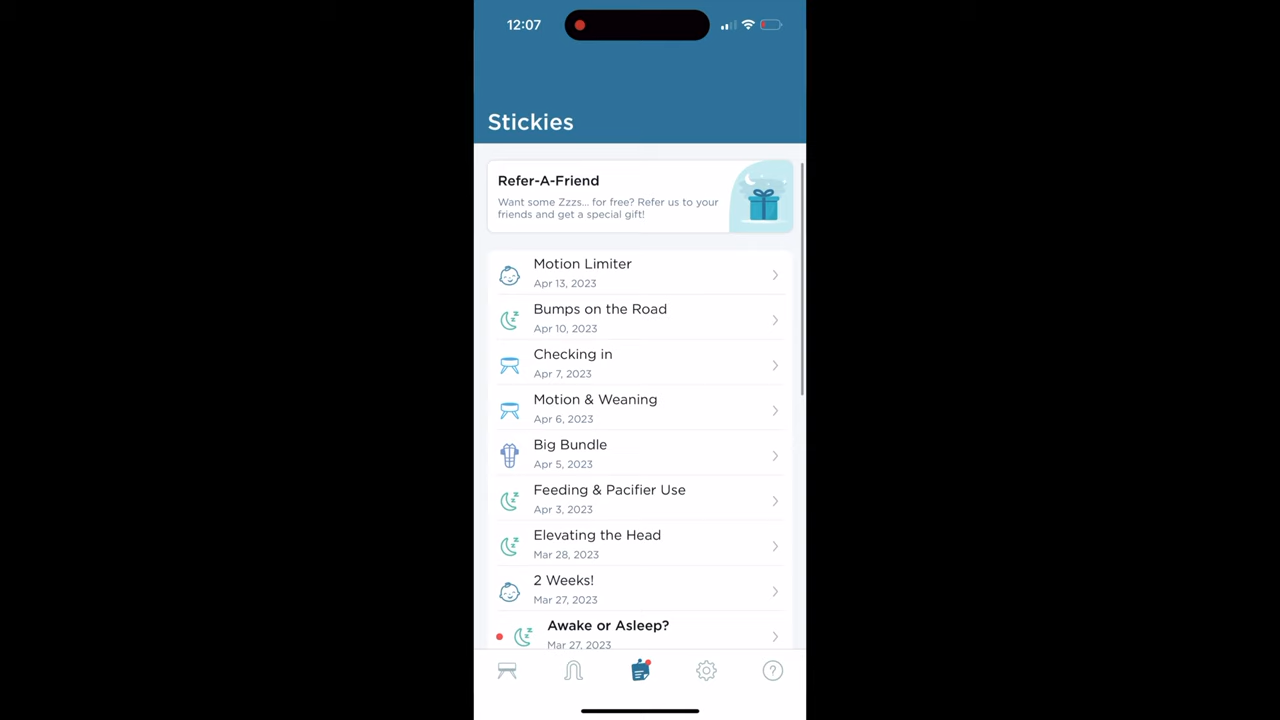 12:07
Stickies
Refer-A-Friend
Want some Zzzs... for free? Refer us to your
friends and get a special gift!
Motion Limiter
Apr 13, 2023
Bumps on the Road
Apr 10, 2023
Checking in
Apr 7, 2023
Motion & Weaning
Apr 6, 2023
Big Bundle
Apr 5, 2023
Feeding & Pacifier Use
Apr 3, 2023
Elevating the Head
Mar 28, 2023
2 Weeks!
Mar 27, 2023
Awake or Asleep?
Mar 27, 2023